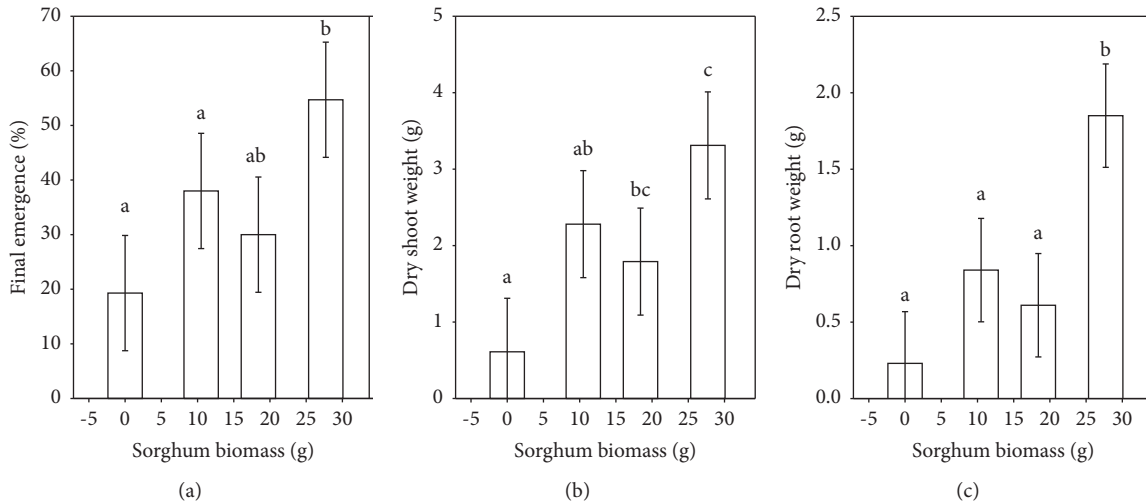 70
60
50
40
30
20
10
0
Final emergence (%)
a
a
ab
b
-5 0 5 10 15 20 25 30
Sorghum biomass (g)
(a)
5
4
3
2
1
0
Dry shoot weight (g)
a
ab
bc
c
-5 0 5 10 15 20 25 30
Sorghum biomass (g)
(b)
2.5
2.0
1.5
1.0
0.5
0.0
Dry root weight (g)
a
a
a
b
-5 0 5 10 15 20 25 30
Sorghum biomass (g)
(c)